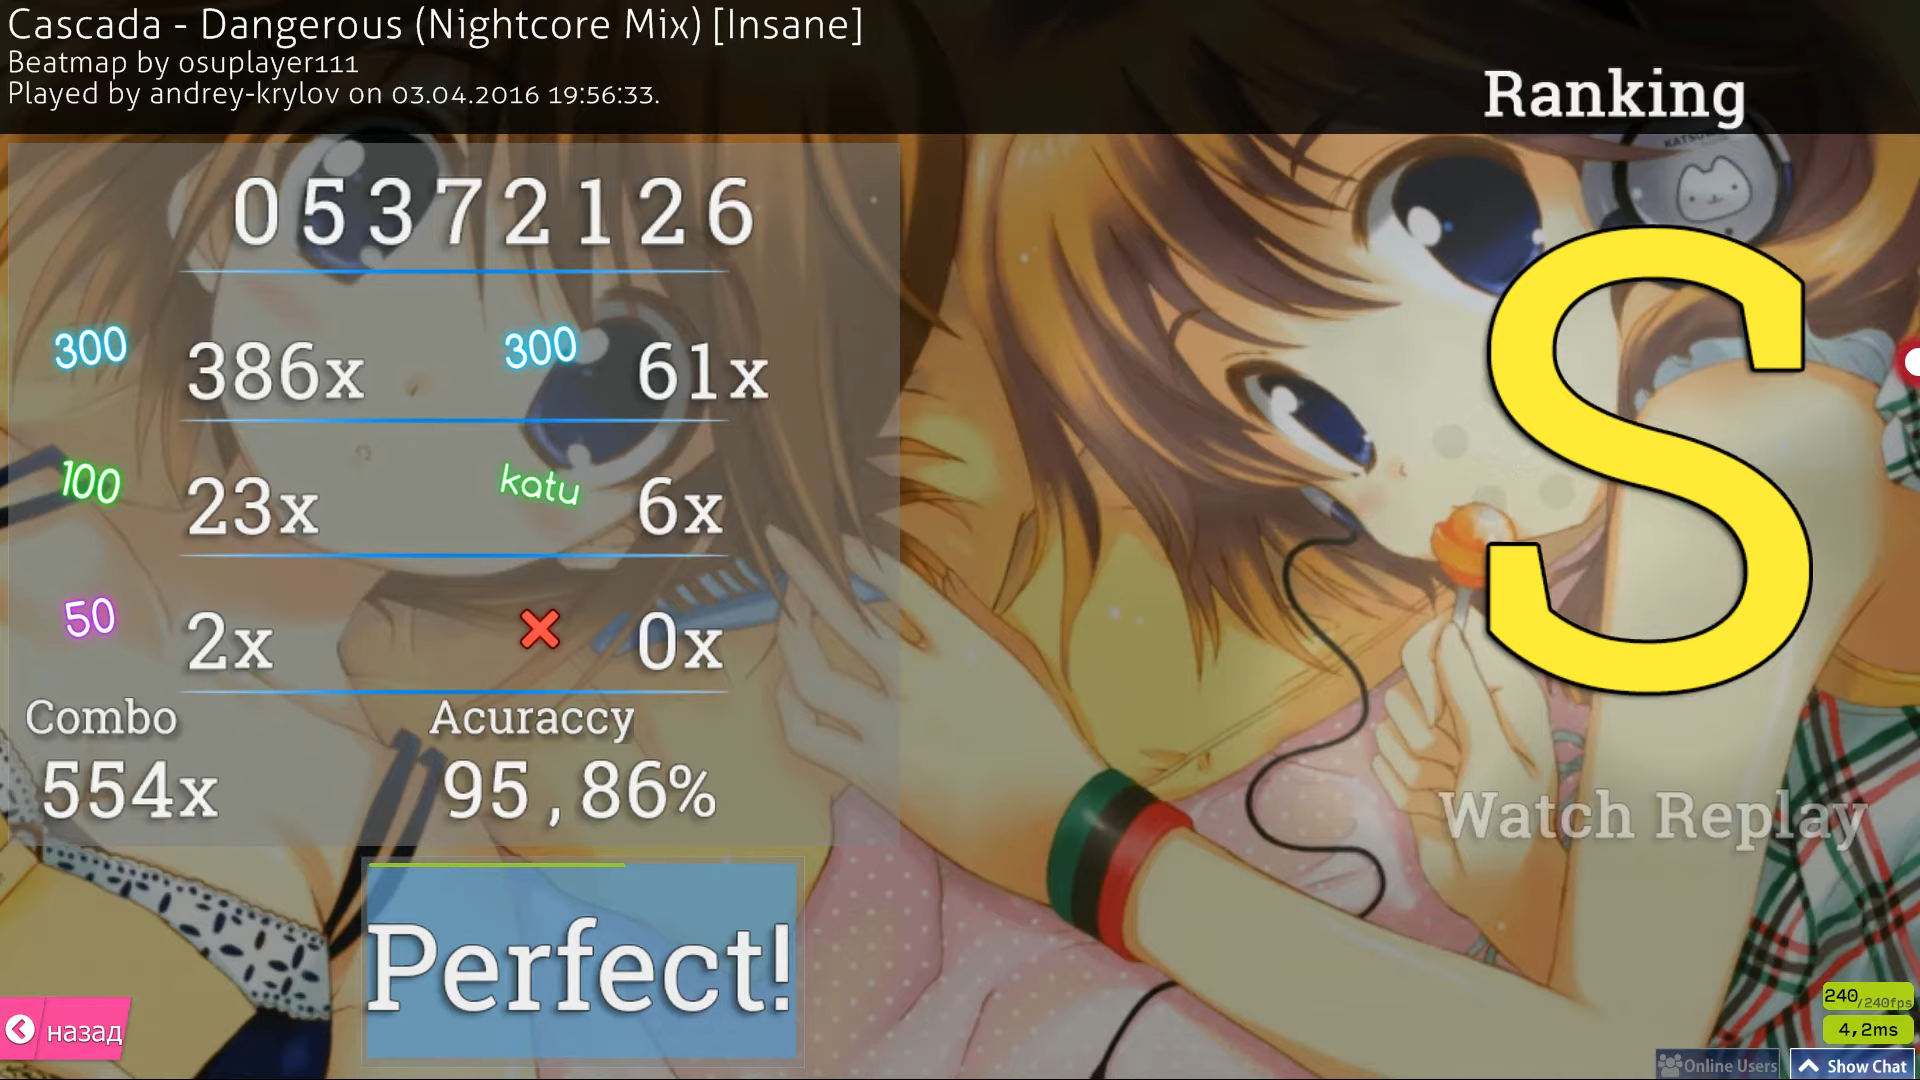 Cascada - Dangerous (Nightcore Mix) [Insane]
Beatmap by osuplayer111
Played by andrey-krylov on 03.04.2016 19:56:33.
Ranking
05372126
300 386x 300 61x
100 23x katu 6x
50 2x 0x
Combo Acuraccy
554x 95,86%
Watch Replay
Perfect!
назад
240/240fps
4,2ms
Online Users Show Chat